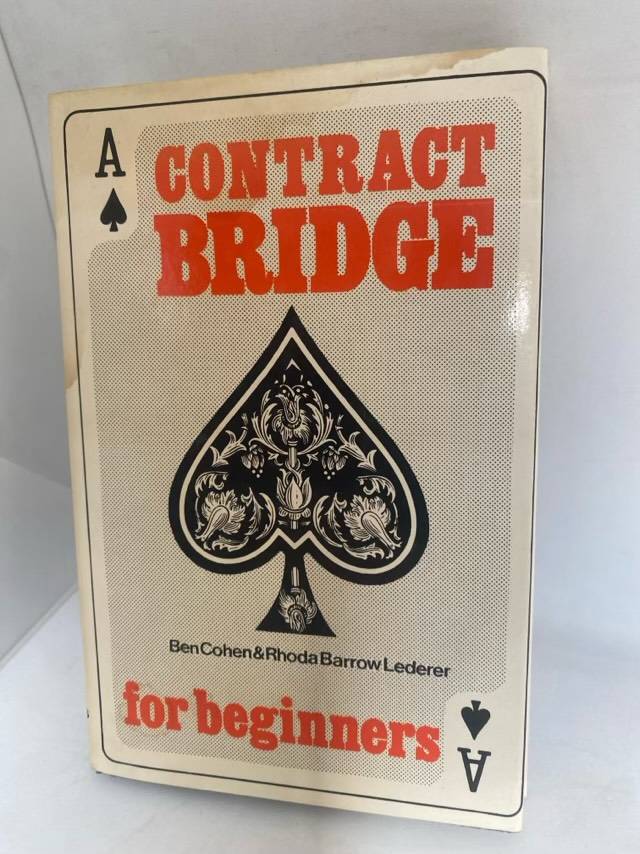 A
CONTRACT
BRIDGE
Ben Cohen & Rhoda Barrow Lederer
for beginners
A